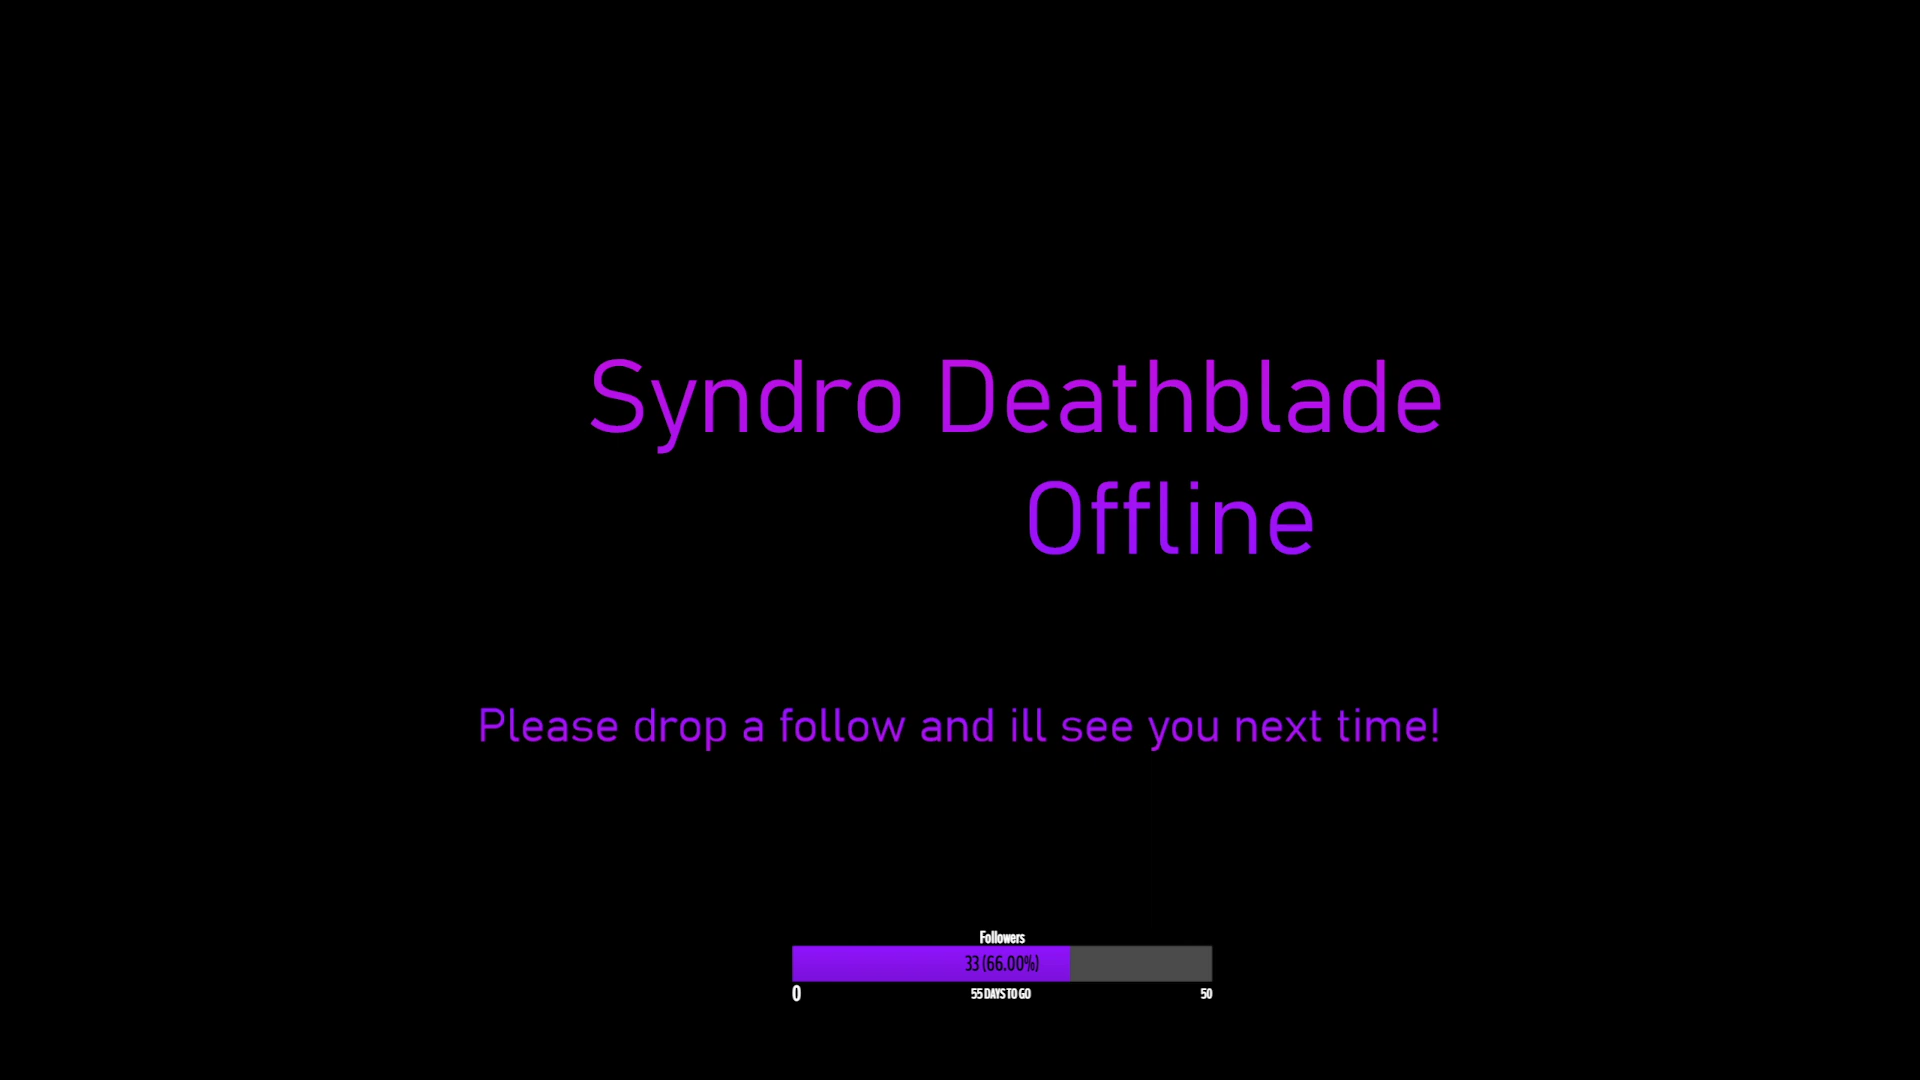 Syndro Deathblade
Offline
Please drop a follow and ill see you next time!
Followers
33 (66.00%)
0 55 DAYS TO GO 50